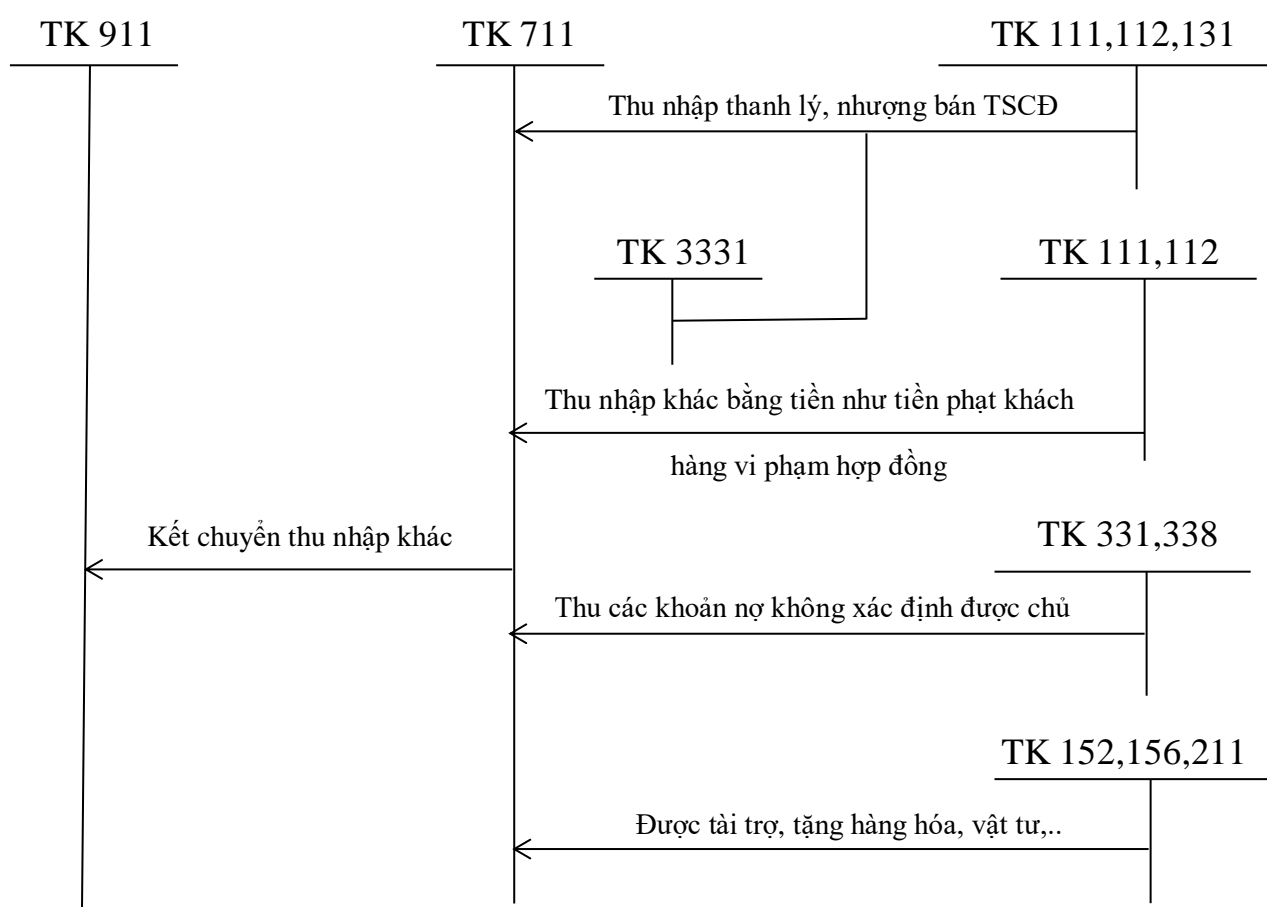 TK 911
TK 711
TK 111,112,131
Thu nhập thanh lý, nhượng bán TSCĐ
TK 3331
TK 111,112
Thu nhập khác bằng tiền như tiền phạt khách
hàng vi phạm hợp đồng
Kết chuyển thu nhập khác
TK 331,338
Thu các khoản nợ không xác định được chủ
TK 152,156,211
Được tài trợ, tặng hàng hóa, vật tư,..